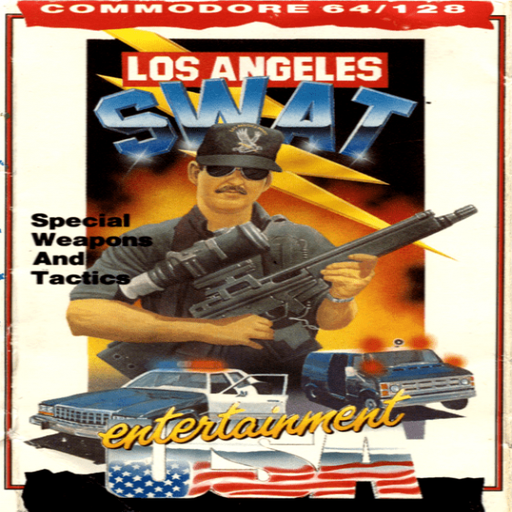 COMMODORE 64/128
LOS ANGELES
SWAT
Special
Weapons
And
Tactics
entertainment
USA